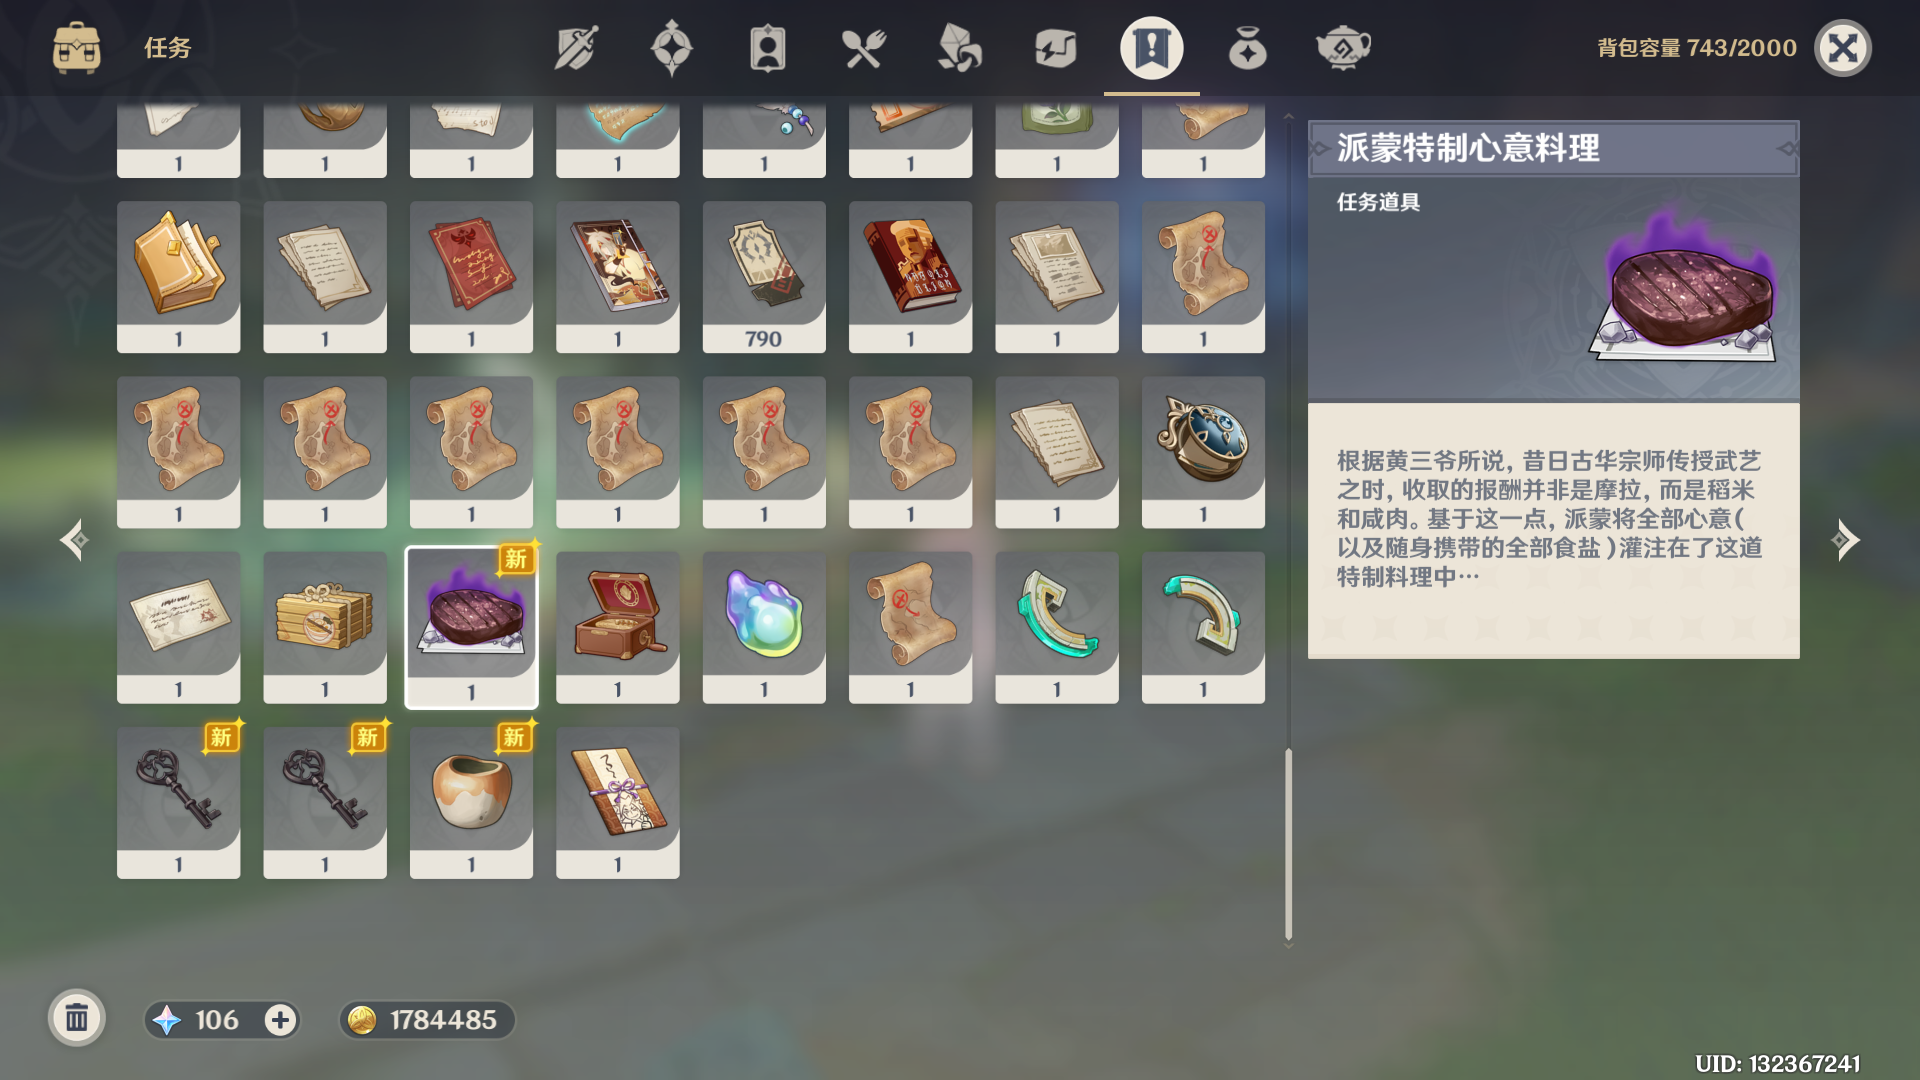 任务
背包容量 743/2000
1 1 1 1 1 1 1 1
1 1 1 1 790 1 1 1
1 1 1 1 1 1 1 1
新
1 1 1 1 1 1 1 1
新 新 新
1 1 1 1
派蒙特制心意料理
任务道具
根据黄三爷所说, 昔日古华宗师传授武艺
之时, 收取的报酬并非是摩拉, 而是稻米
和咸肉。基于这一点, 派蒙将全部心意(
以及随身携带的全部食盐)灌注在了这道
特制料理中…
106
1784485
UID: 132367241